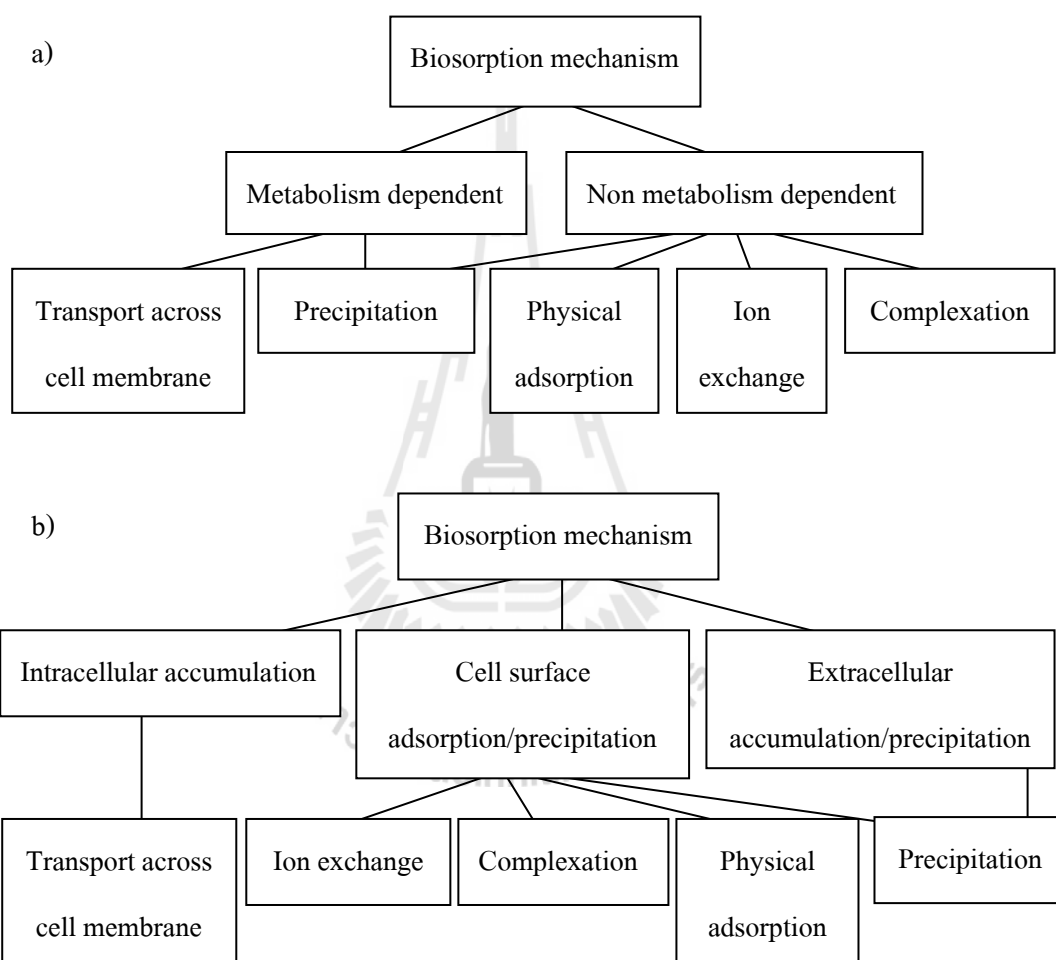 a)
Biosorption mechanism
Metabolism dependent
Non metabolism dependent
Transport across
cell membrane
Precipitation
Physical
adsorption
Ion
exchange
Complexation
b)
Biosorption mechanism
Intracellular accumulation
Cell surface
adsorption/precipitation
Extracellular
accumulation/precipitation
Transport across
cell membrane
Ion exchange
Complexation
Physical
adsorption
Precipitation